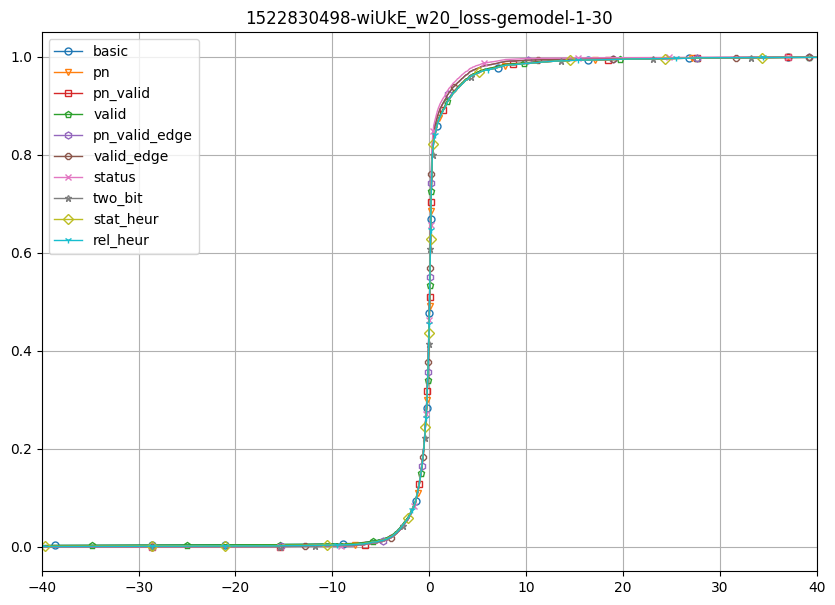 1522830498-wiUkE_w20_loss-gemodel-1-30
1.0
0.8
0.6
0.4
0.2
0.0
basic
pn
pn_valid
valid
pn_valid_edge
valid_edge
status
two_bit
stat_heur
rel_heur
−40 −30 −20 −10 0 10 20 30 40